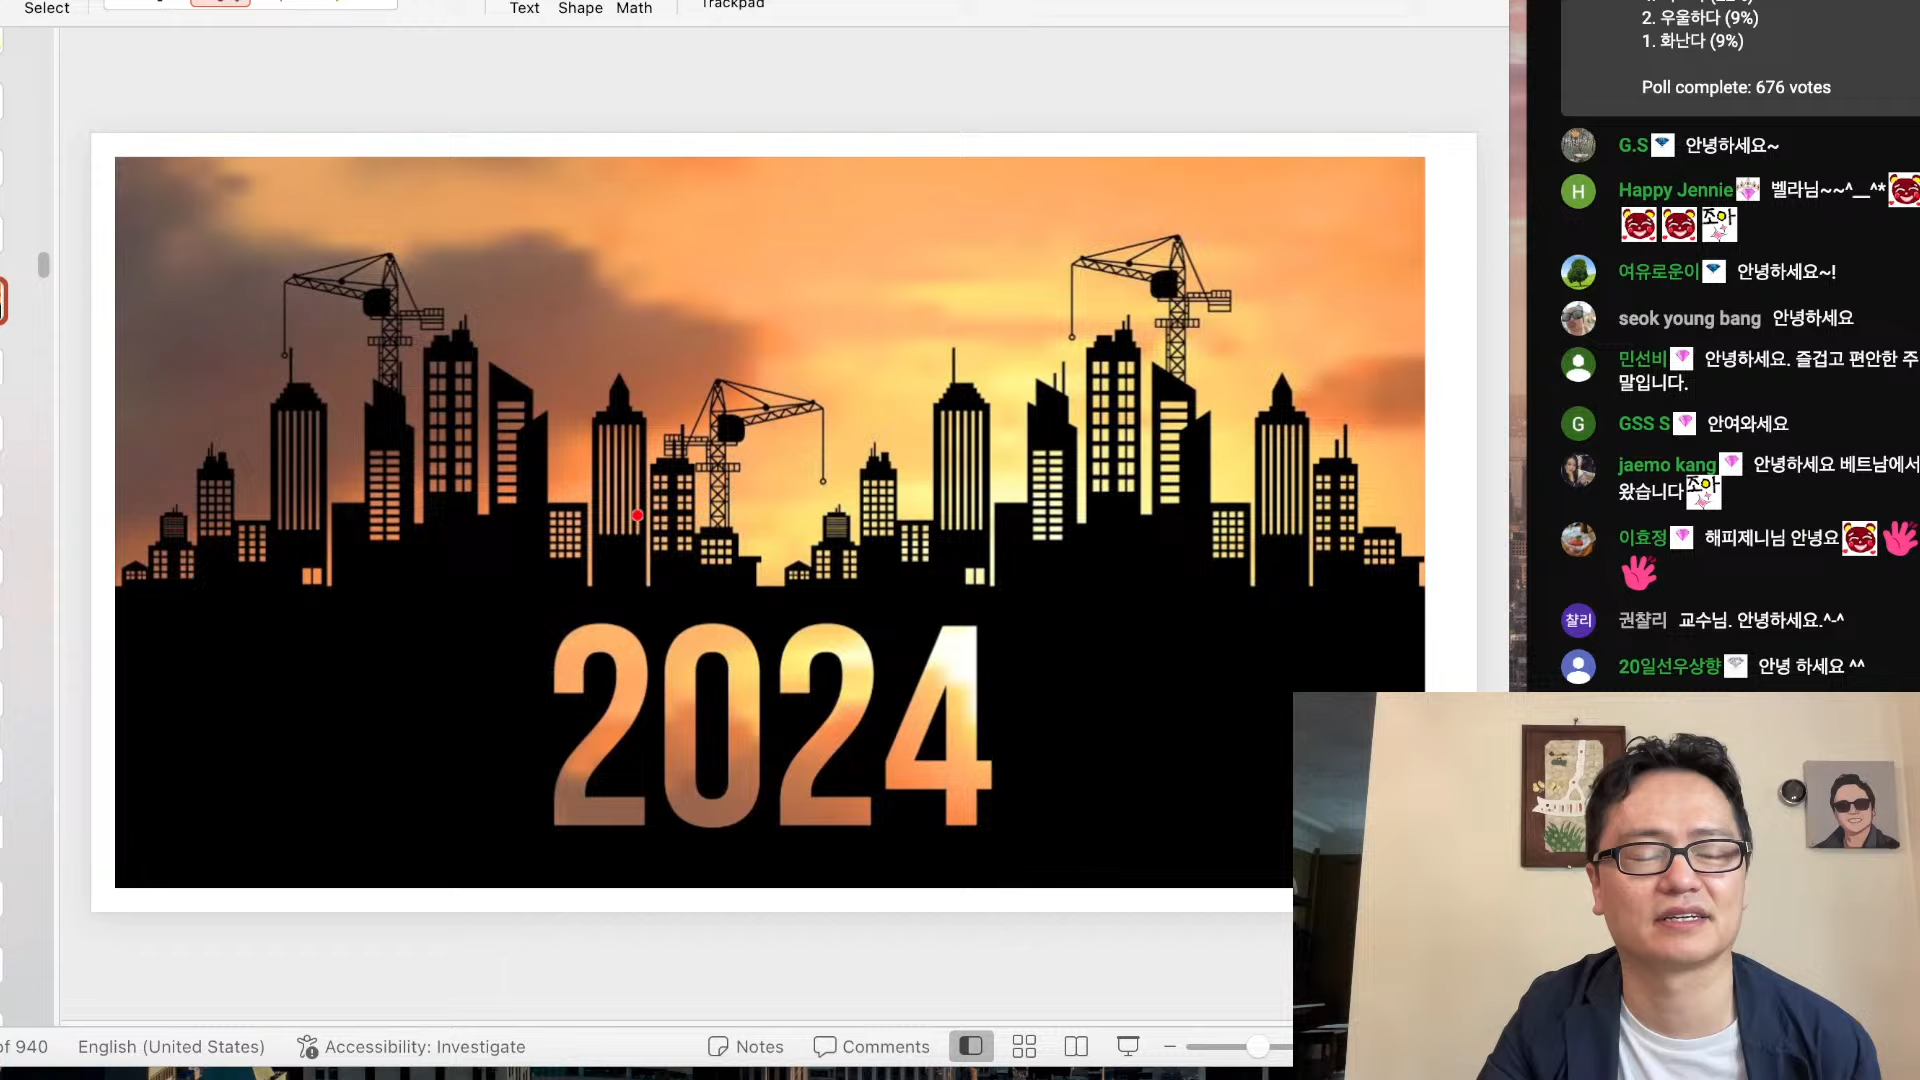 Select
Text Shape Math
Trackpad
2. 우울하다 (9%)
1. 화난다 (9%)
Poll complete: 676 votes
G.S 안녕하세요~
H
Happy Jennie 벨라님~~^__^*
조아
여유로운이 안녕하세요~!
seok young bang 안녕하세요
민선비 안녕하세요. 즐겁고 편안한 주
말입니다.
G
GSS S 안여와세요
jaemo kang 안녕하세요 베트남에서
왔습니다 조아
이효정 해피제니님 안녕요
찰리
권찰리 교수님. 안녕하세요.^-^
20일선우상향 안녕 하세요 ^^
2024
of 940 English (United States) Accessibility: Investigate Notes Comments